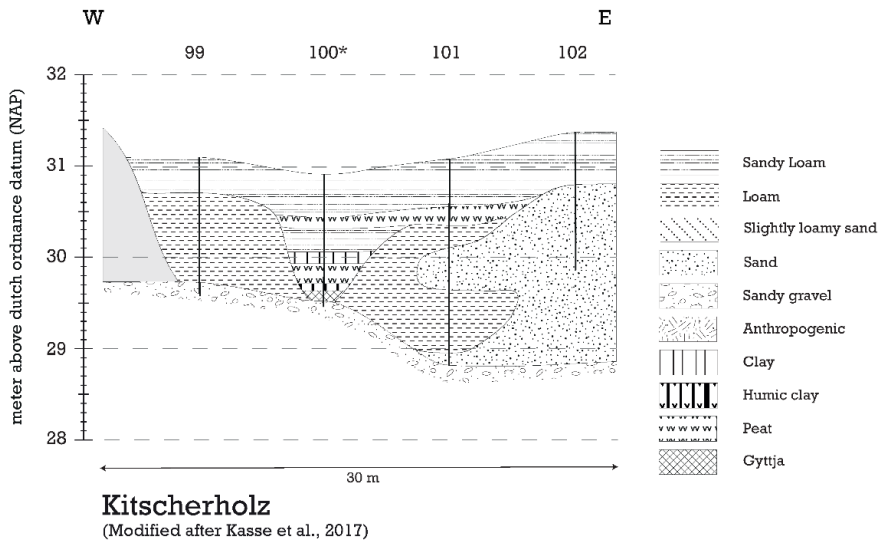 W
E
99
100*
101
102
32
31
30
29
28
meter above dutch ordnance datum (NAP)
Sandy Loam
Loam
Slightly loamy sand
Sand
Sandy gravel
Anthropogenic
Clay
Humic clay
Peat
Gyttja
30 m
Kitscherholz
(Modified after Kasse et al., 2017)